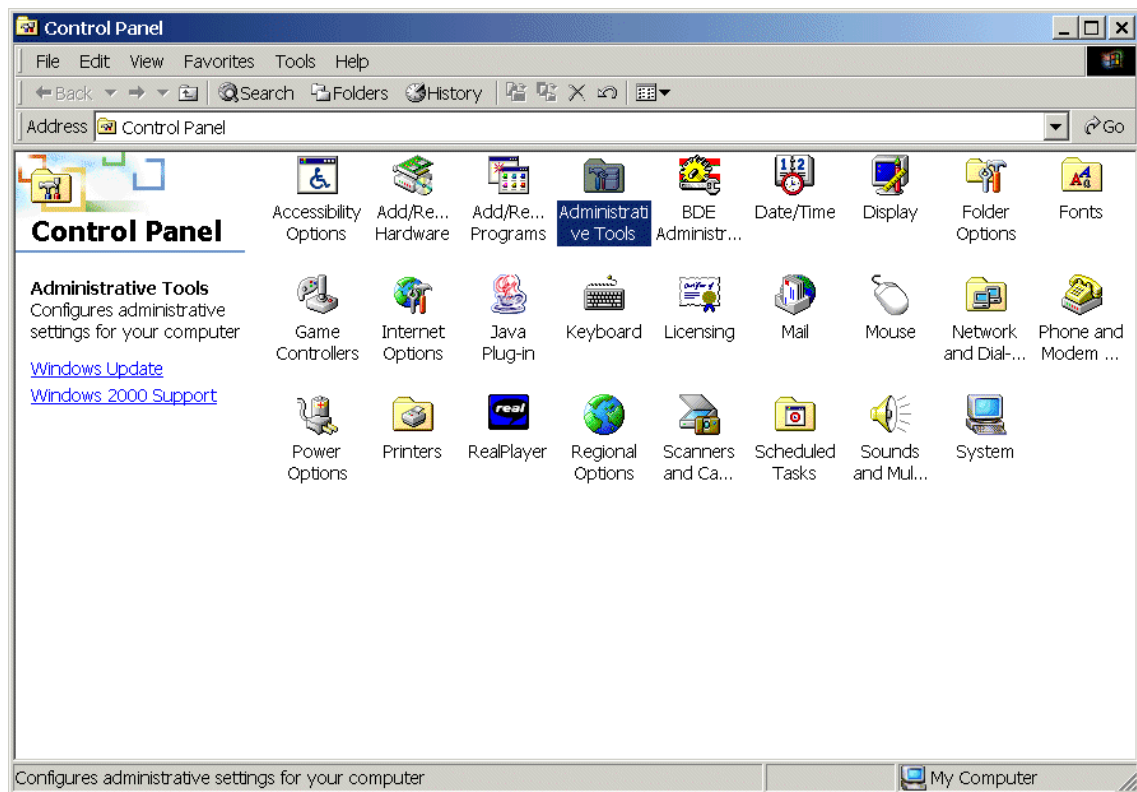 Control Panel
File Edit View Favorites Tools Help
Back Search Folders History
Address Control Panel Go
Control Panel
Administrative Tools
Configures administrative
settings for your computer
Windows Update
Windows 2000 Support
Accessibility
Options
Add/Re...
Hardware
Add/Re...
Programs
Administrati
ve Tools
BDE
Administr...
Date/Time
Display
Folder
Options
Fonts
Game
Controllers
Internet
Options
Java
Plug-in
Keyboard
Licensing
Mail
Mouse
Network
and Dial-...
Phone and
Modem ...
Power
Options
Printers
real
RealPlayer
Regional
Options
Scanners
and Ca...
Scheduled
Tasks
Sounds
and Mul...
System
Configures administrative settings for your computer
My Computer